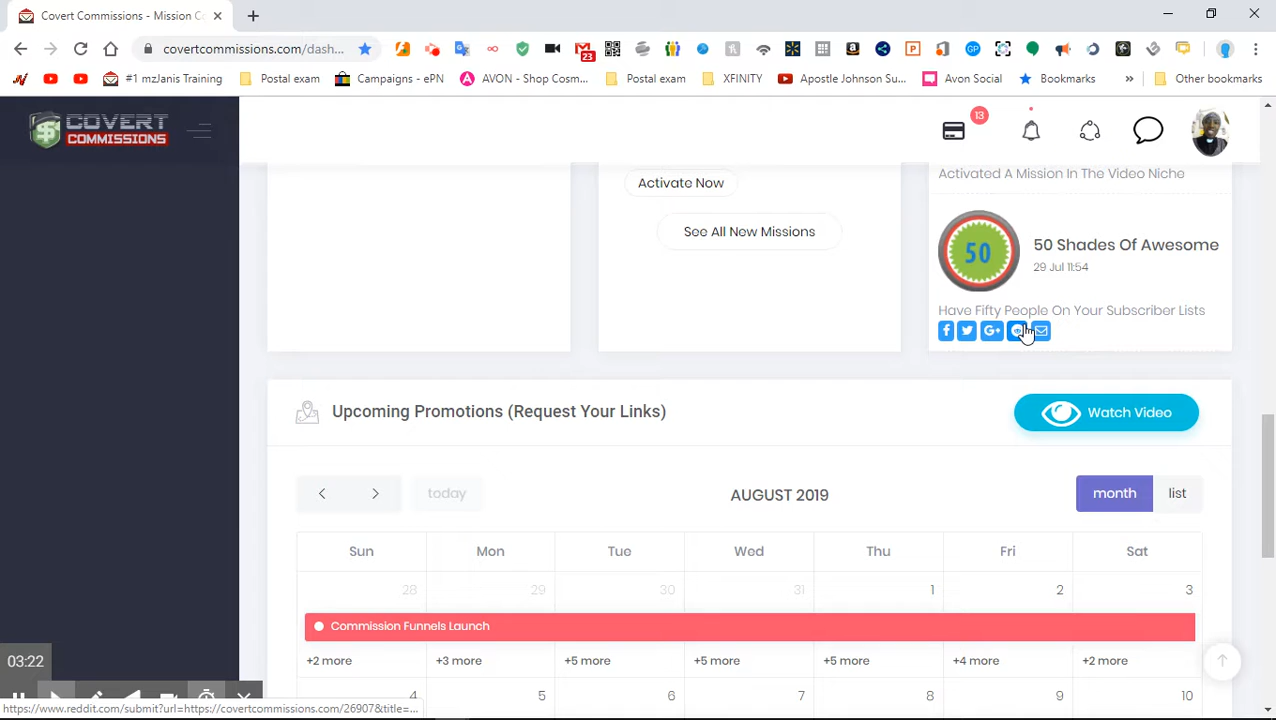 Covert Commissions - Mission Co
covertcommissions.com/dash...
23
#1 mzJanis Training
Postal exam
Campaigns - ePN
AVON - Shop Cosm...
Postal exam
XFINITY
Apostle Johnson Su...
Avon Social
Bookmarks
»
Other bookmarks
COVERT
COMMISSIONS
13
Activated A Mission In The Video Niche
Activate Now
See All New Missions
50
50 Shades Of Awesome
29 Jul 11:54
Have Fifty People On Your Subscriber Lists
Upcoming Promotions (Request Your Links)
Watch Video
today
AUGUST 2019
month
list
Sun Mon Tue Wed Thu Fri Sat
28 29 30 31 1 2 3
Commission Funnels Launch
+2 more +3 more +5 more +5 more +5 more +4 more +2 more
4 5 6 7 8 9 10
03:22
https://www.reddit.com/submit?url=https://covertcommissions.com/26907&title=...